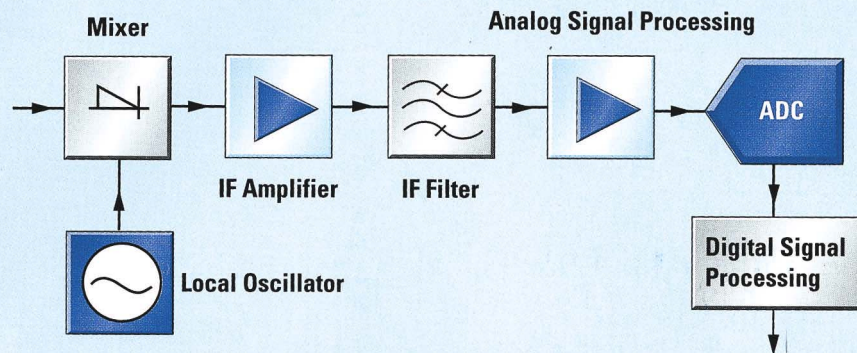 Mixer
Analog Signal Processing
ADC
IF Amplifier
IF Filter
Local Oscillator
Digital Signal
Processing